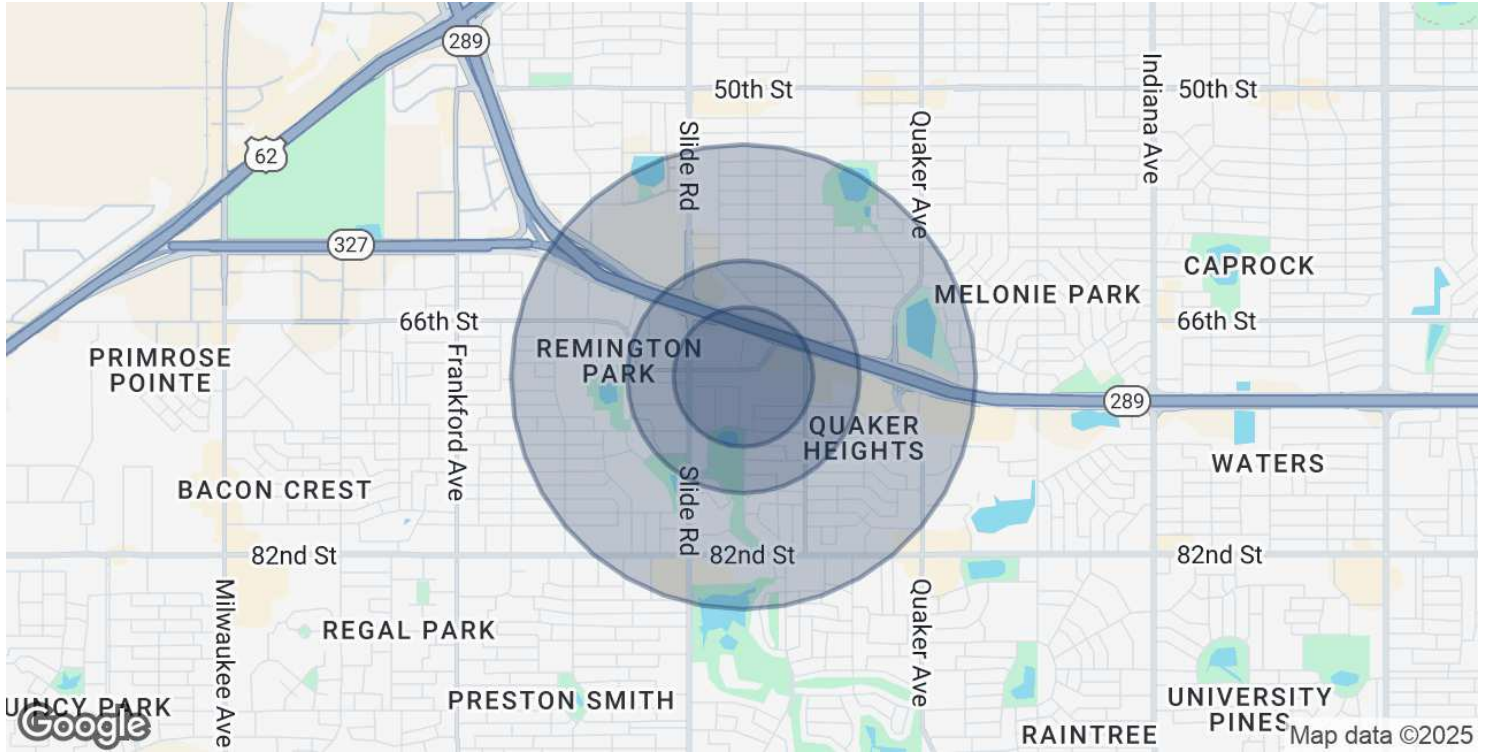 289
50th St
50th St
Slide Rd
Quaker Ave
Indiana Ave
62
327
CAPROCK
MELONIE PARK
66th St
66th St
REMINGTON
PARK
PRIMROSE
POINTE
Frankford Ave
289
QUAKER
HEIGHTS
WATERS
BACON CREST
Slide Rd
82nd St
82nd St
82nd St
Milwaukee Ave
Quaker Ave
REGAL PARK
PRESTON SMITH
UNIVERSITY
PINES
PARK
Google
RAINTREE
Map data ©2025